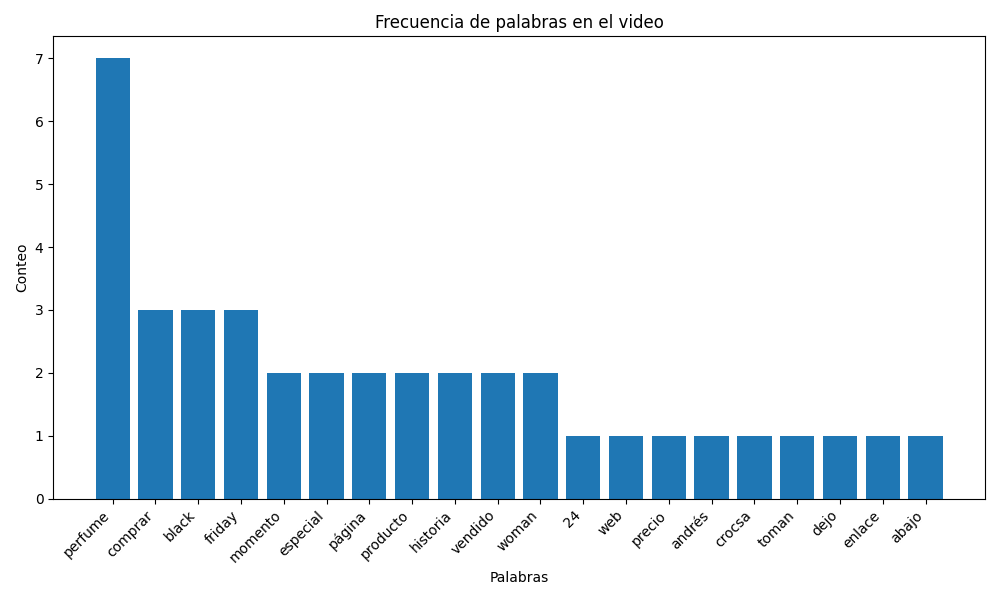 Frecuencia de palabras en el video
Conteo
7
6
5
4
3
2
1
0
perfume
comprar
black
friday
momento
especial
página
producto
historia
vendido
woman
24
web
precio
andrés
crocsa
toman
dejo
enlace
abajo
Palabras